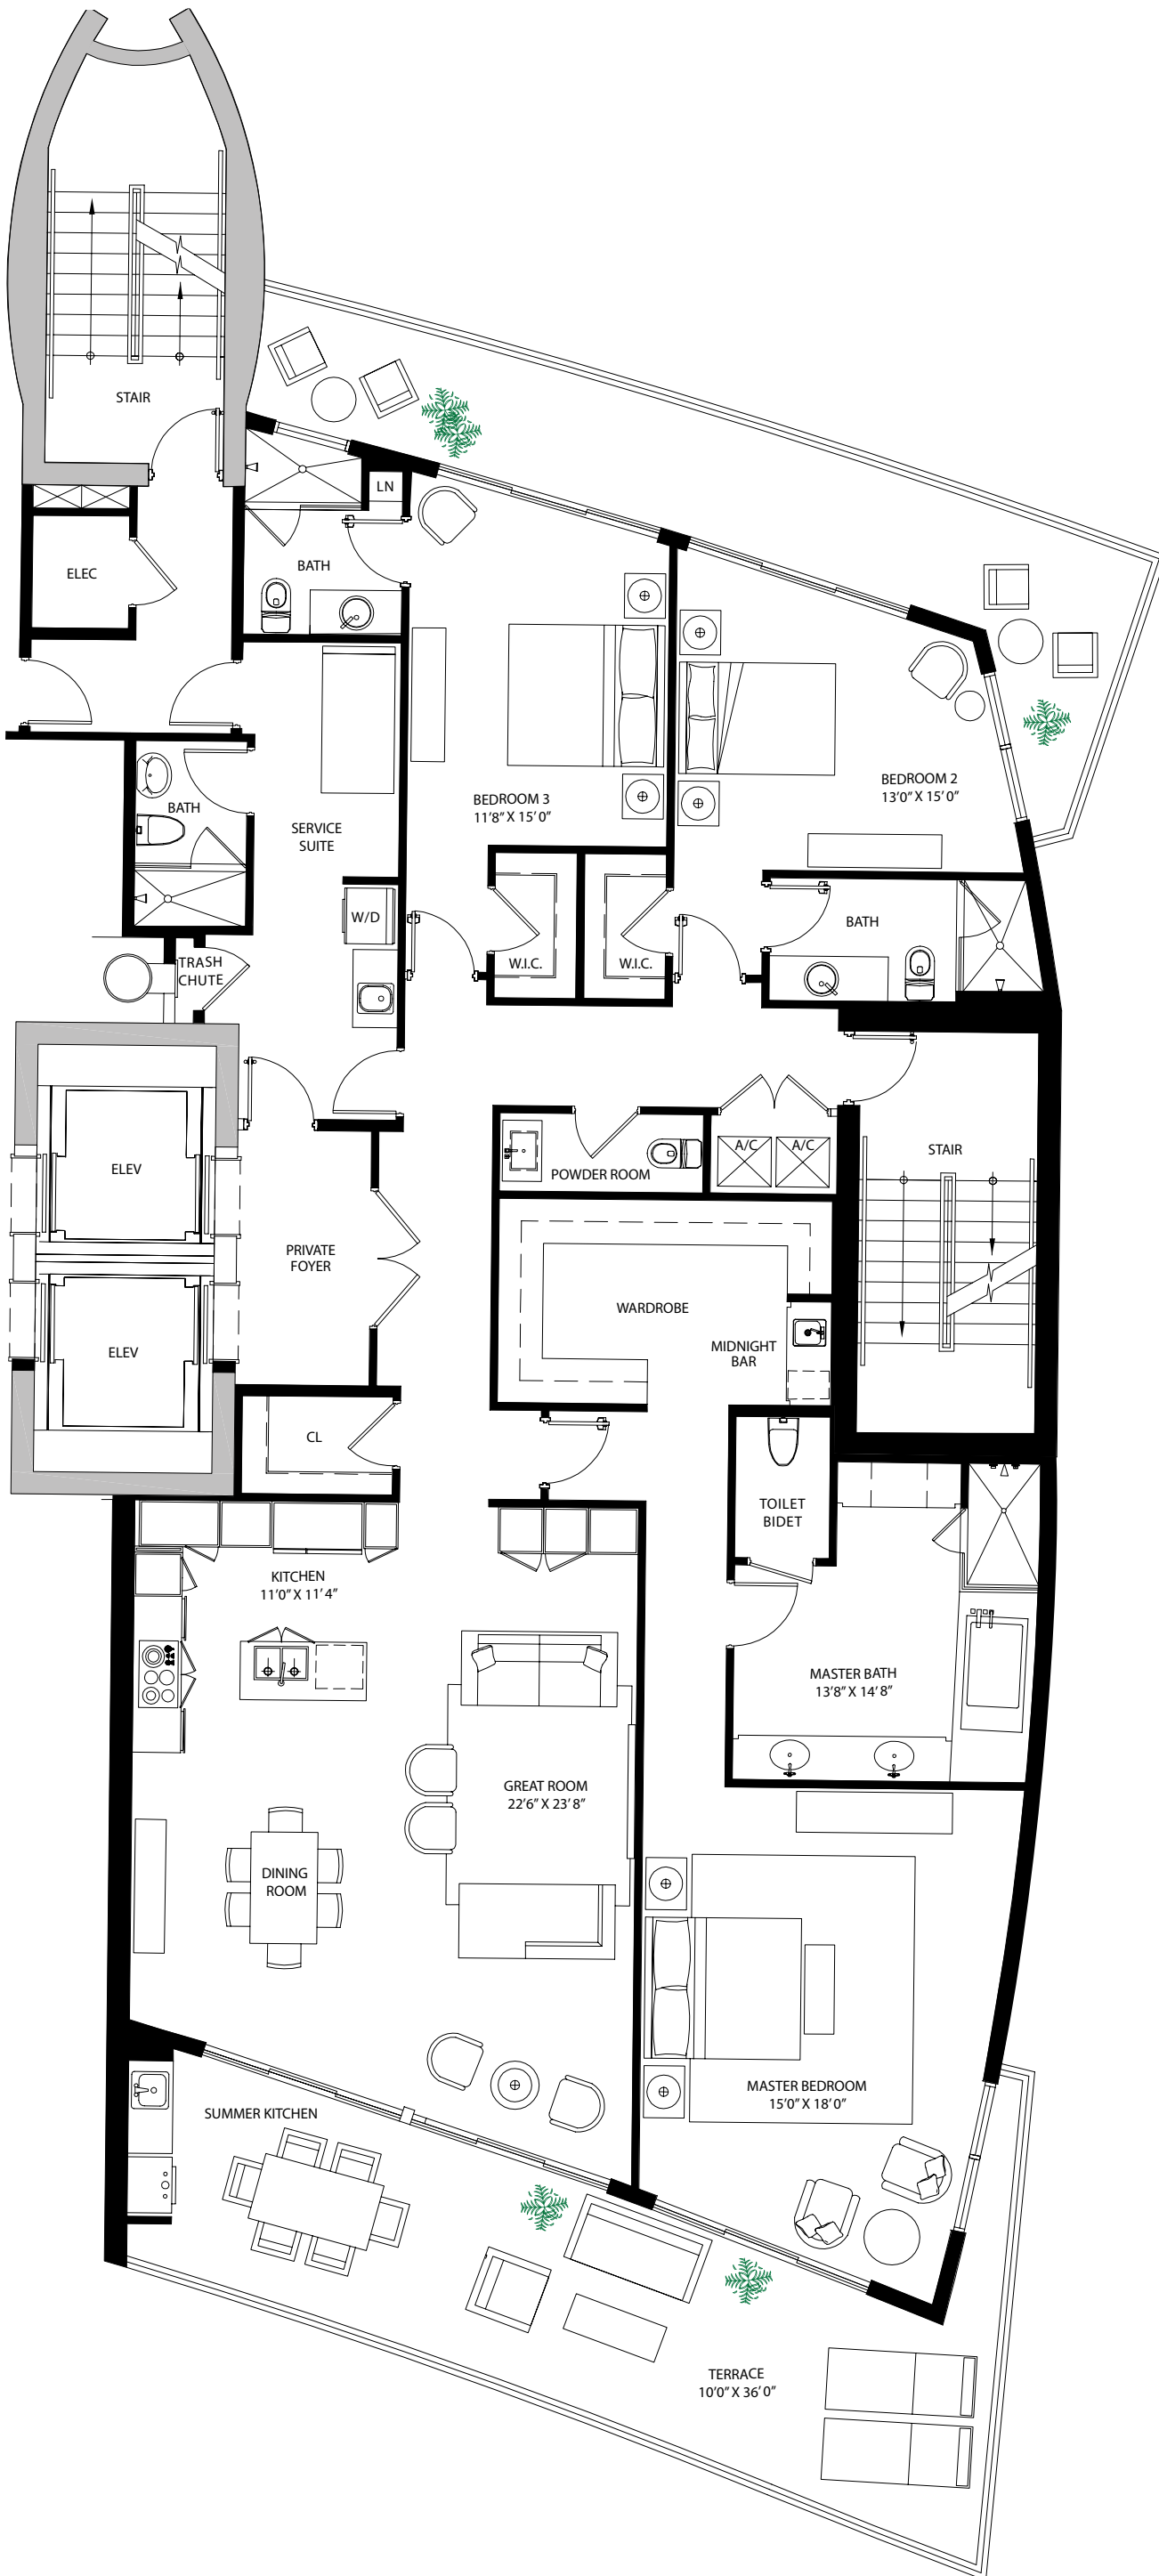 STAIR
LN
ELEC
BATH
BEDROOM 2
13'0" X 15'0"
BEDROOM 3
11'8" X 15'0"
BATH
SERVICE
SUITE
W/D
BATH
W.I.C.
W.I.C.
TRASH
CHUTE
A/C
A/C
STAIR
ELEV
POWDER ROOM
PRIVATE
FOYER
WARDROBE
MIDNIGHT
BAR
ELEV
CL
TOILET
BIDET
KITCHEN
11'0" X 11'4"
MASTER BATH
13'8" X 14'8"
GREAT ROOM
22'6" X 23'8"
DINING
ROOM
MASTER BEDROOM
15'0" X 18'0"
SUMMER KITCHEN
TERRACE
10'0" X 36'0"